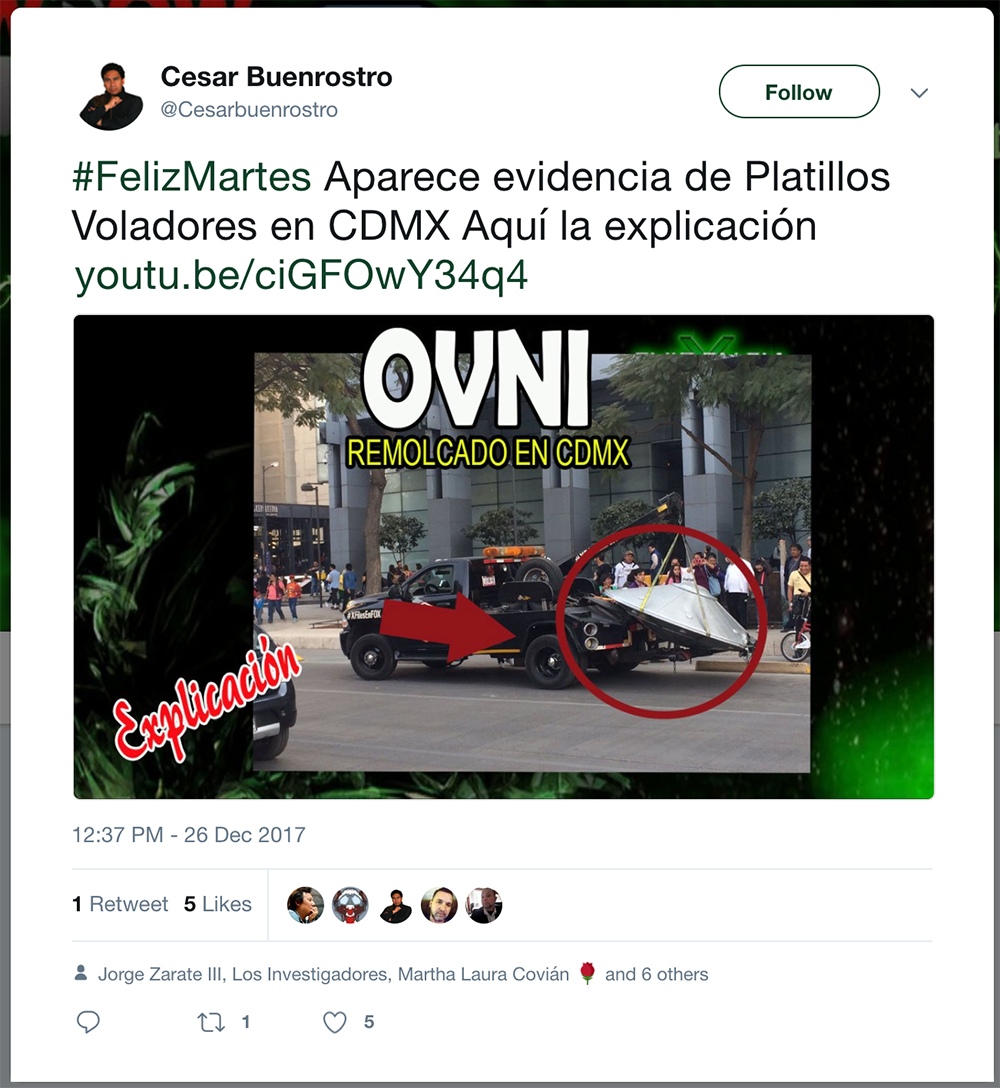 Cesar Buenrostro
@Cesarbuenrostro
Follow
#FelizMartes Aparece evidencia de Platillos
Voladores en CDMX Aquí la explicación
youtu.be/ciGFOwY34q4
OVNI
REMOLCADO EN CDMX
#XFilesEnFOX
Explicación
12:37 PM - 26 Dec 2017
1 Retweet 5 Likes
Jorge Zarate III, Los Investigadores, Martha Laura Covián 🌹 and 6 others
1 5